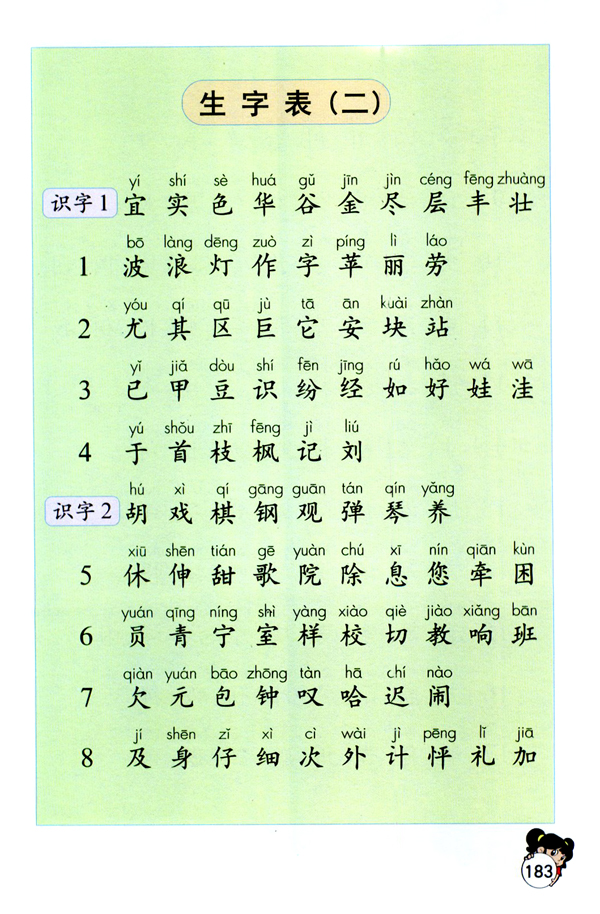 生字表（二）
yí shí sè huá gǔ jīn jìn céng fēng zhuàng
识字1 宜 实 色 华 谷 金 尽 层 丰 壮
bō làng dēng zuò zì píng lì láo
1 波 浪 灯 作 字 苹 丽 劳
yóu qí qū jù tā ān kuài zhàn
2 尤 其 区 巨 它 安 块 站
yǐ jiǎ dòu shí fēn jīng rú hǎo wá wā
3 已 甲 豆 识 纷 经 如 好 娃 洼
yú shǒu zhī fēng jì liú
4 于 首 枝 枫 记 刘
hú xì qí gāng guān tán qín yǎng
识字2 胡 戏 棋 钢 观 弹 琴 养
xiū shēn tián gē yuàn chú xī nín qiān kùn
5 休 伸 甜 歌 院 除 息 您 牵 困
yuán qīng níng shì yàng xiào qiè jiào xiǎng bān
6 员 青 宁 室 样 校 切 教 响 班
qiàn yuán bāo zhōng tàn hā chí nào
7 欠 元 包 钟 叹 哈 迟 闹
jí shēn zǐ xì cì wài jì pēng lǐ jiā
8 及 身 仔 细 次 外 计 怦 礼 加
183